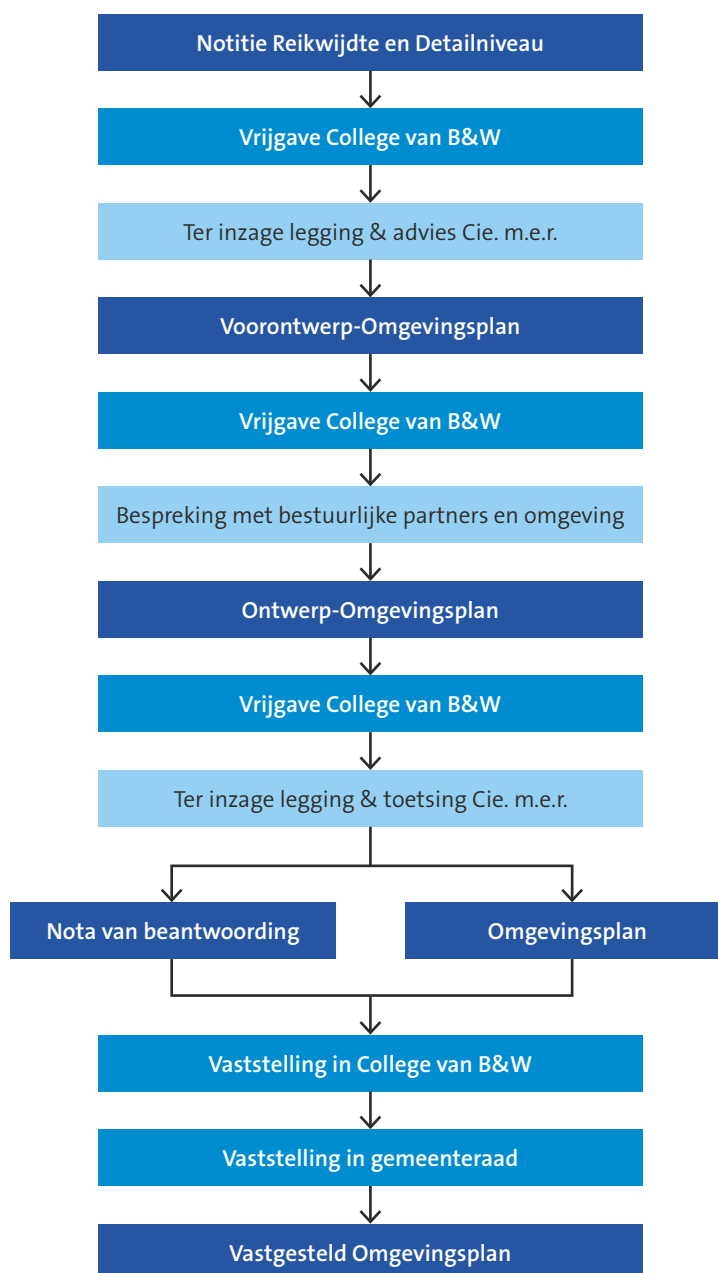 Notitie Reikwijdte en Detailniveau
Vrijgave College van B&W
Ter inzage legging & advies Cie. m.e.r.
Voorontwerp-Omgevingsplan
Vrijgave College van B&W
Bespreking met bestuurlijke partners en omgeving
Ontwerp-Omgevingsplan
Vrijgave College van B&W
Ter inzage legging & toetsing Cie. m.e.r.
Nota van beantwoording
Omgevingsplan
Vaststelling in College van B&W
Vaststelling in gemeenteraad
Vastgesteld Omgevingsplan